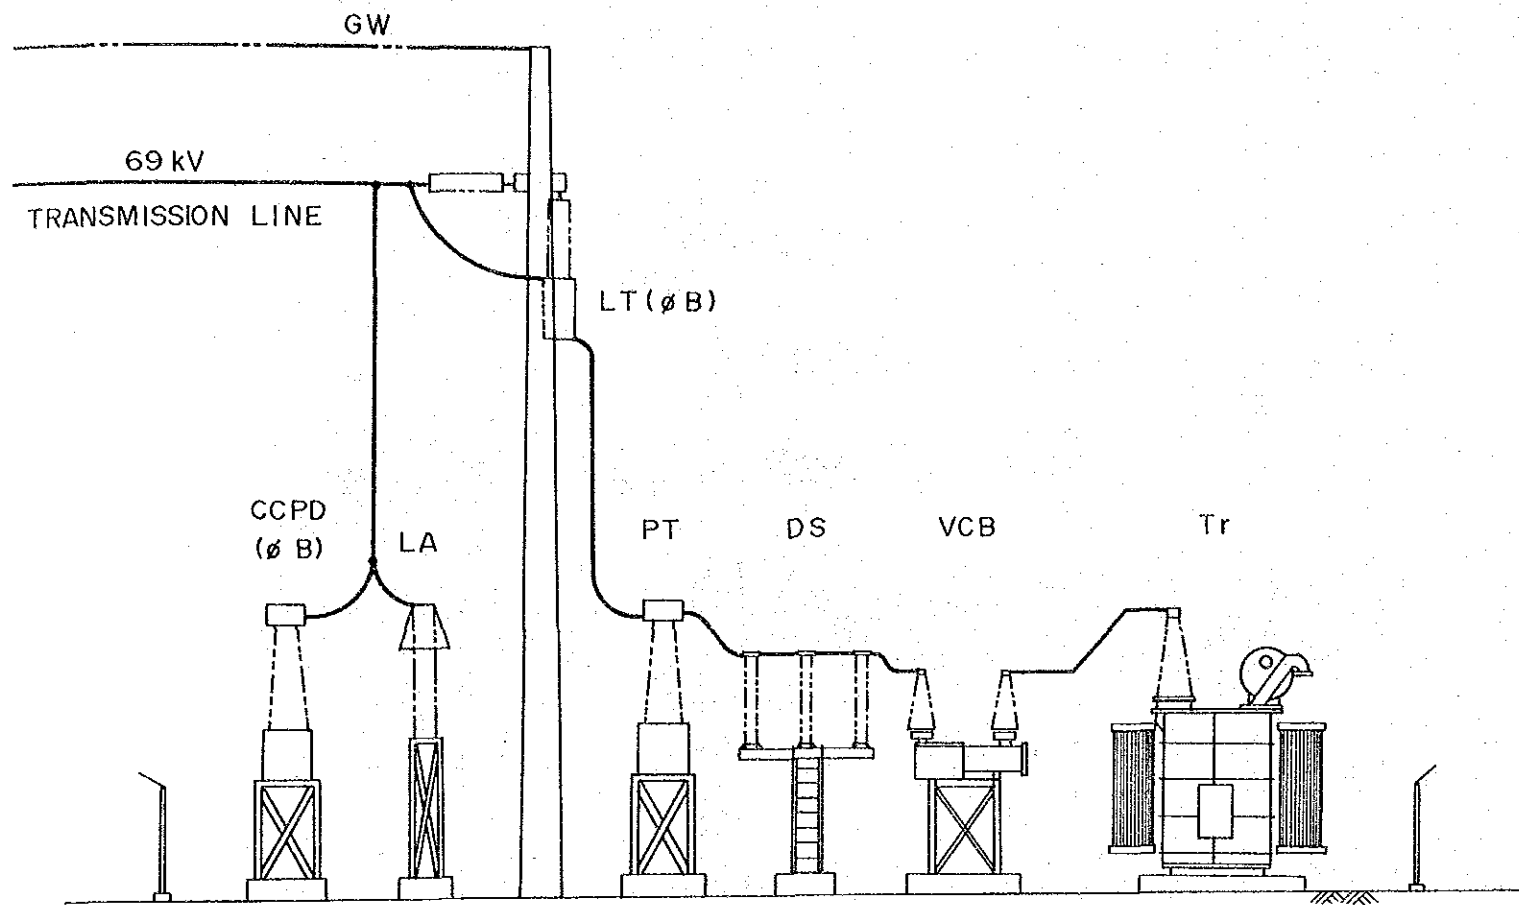 GW
69 kV
TRANSMISSION LINE
LT (ø B)
CCPD
(ø B)
LA
PT
DS
VCB
Tr